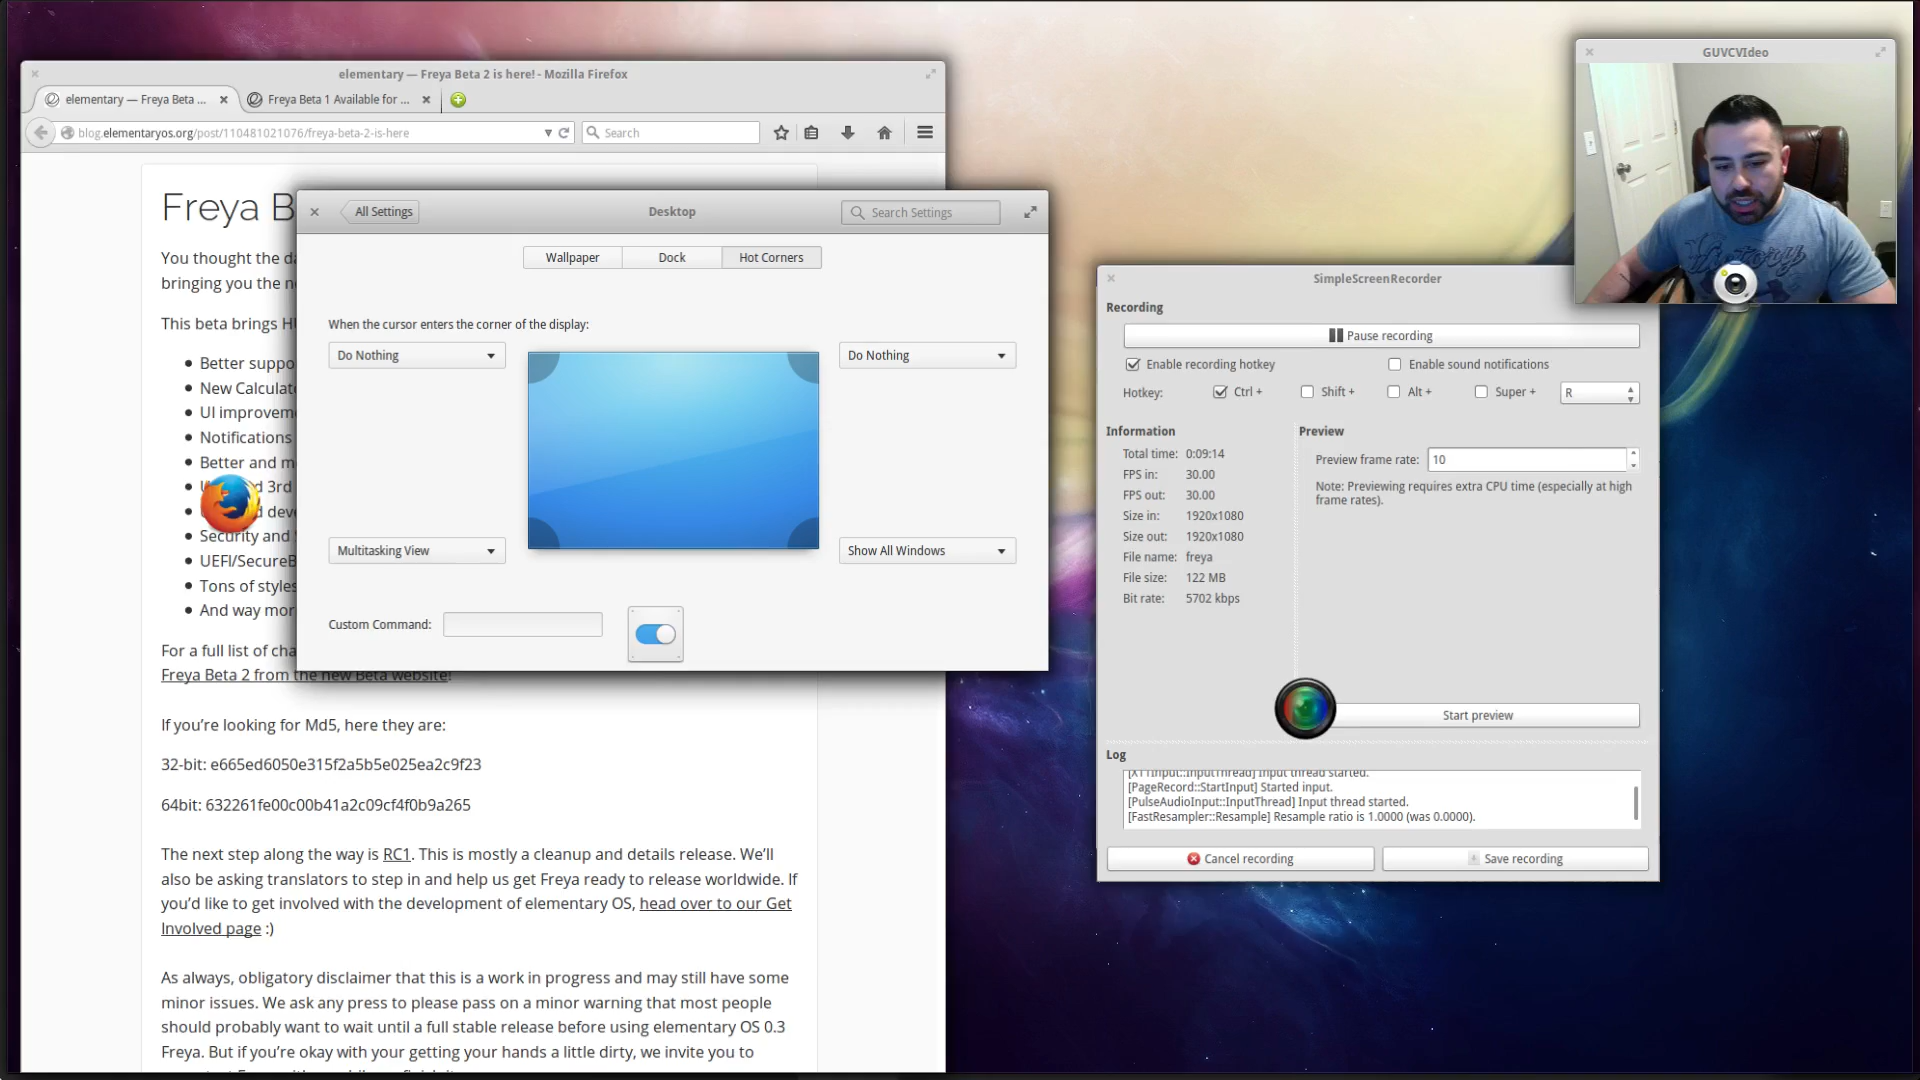 elementary — Freya Beta 2 is here! - Mozilla Firefox
elementary — Freya Beta ...
Freya Beta 1 Available for ...
blog.elementaryos.org/post/110481021076/freya-beta-2-is-here
Search
Freya B
You thought the da
bringing you the n
This beta brings H
Better suppo
New Calculat
UI improvem
Notifications
Better and m
d 3rd
d deve
Security and
UEFI/SecureB
Tons of styles
And way mor
For a full list of cha
Freya Beta 2 from the new Beta website!
If you’re looking for Md5, here they are:
32-bit: e665ed6050e315f2a5b5e025ea2c9f23
64bit: 632261fe00c00b41a2c09cf4f0b9a265
The next step along the way is RC1. This is mostly a cleanup and details release. We’ll
also be asking translators to step in and help us get Freya ready to release worldwide. If
you’d like to get involved with the development of elementary OS, head over to our Get
Involved page :)
As always, obligatory disclaimer that this is a work in progress and may still have some
minor issues. We ask any press to please pass on a minor warning that most people
should probably want to wait until a full stable release before using elementary OS 0.3
Freya. But if you’re okay with your getting your hands a little dirty, we invite you to
All Settings
Desktop
Search Settings
Wallpaper
Dock
Hot Corners
When the cursor enters the corner of the display:
Do Nothing
Do Nothing
Multitasking View
Show All Windows
Custom Command:
GUVCVIdeo
SimpleScreenRecorder
Recording
Pause recording
Enable recording hotkey
Enable sound notifications
Hotkey:
Ctrl +
Shift +
Alt +
Super +
R
Information
Total time: 0:09:14
FPS in: 30.00
FPS out: 30.00
Size in: 1920x1080
Size out: 1920x1080
File name: freya
File size: 122 MB
Bit rate: 5702 kbps
Preview
Preview frame rate: 10
Note: Previewing requires extra CPU time (especially at high
frame rates).
Start preview
Log
[X11Input::InputThread] Input thread started.
[PageRecord::StartInput] Started input.
[PulseAudioInput::InputThread] Input thread started.
[FastResampler::Resample] Resample ratio is 1.0000 (was 0.0000).
Cancel recording
Save recording